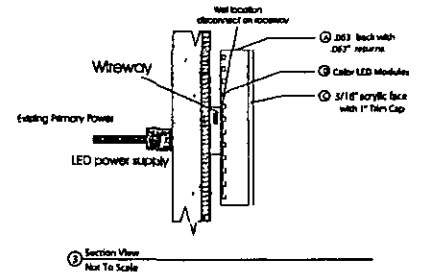 Wall location
disconnect on raceway
Ⓐ .063 back with
.063" returns
Wireway
Ⓑ Color LED Modules
Ⓒ 3/16" acrylic face
with 1" Trim Cap
Existing Primary Power
LED power supply
③ Section View
Not To Scale